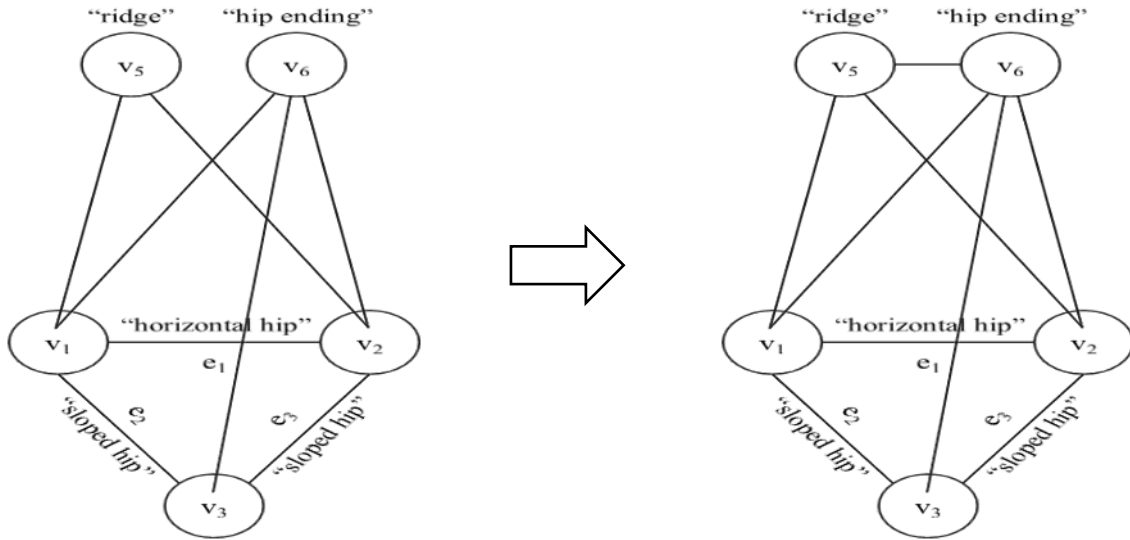 “ridge” “hip ending”
v5 v6
“horizontal hip”
v1 v2
e1
e2 e3
“sloped hip” “sloped hip”
v3
“ridge” “hip ending”
v5 v6
“horizontal hip”
v1 v2
e1
e2 e3
“sloped hip” “sloped hip”
v3